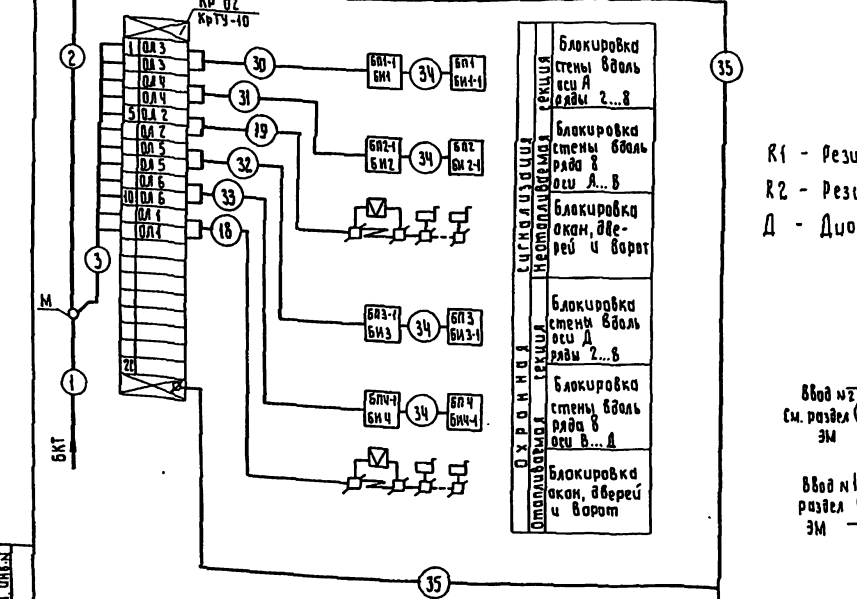 Кр 02
КрТУ-10
2
1 ОЛ 3
ОЛ 3
ОЛ 4
ОЛ 4
5 ОЛ 2
ОЛ 2
ОЛ 5
ОЛ 5
ОЛ 6
10 ОЛ 6
ОЛ 1
ОЛ 1
30
31
19
32
33
18
3
М
1
БКТ
БП1-1
БИ1
34
БП1
БИ1-1
БП2-1
БИ2
34
БП2
БИ2-1
БП3-1
БИ3
34
БП3
БИ3-1
БП4-1
БИ4
34
БП4
БИ4-1
Охранная сигнализация
Неотапливаемая секция
Блокировка
стены вдоль
оси А
ряды 2...8
Блокировка
стены вдоль
ряда 8
оси А...В
Блокировка
окон, две-
рей и ворот
Отапливаемая секция
Блокировка
стены вдоль
оси Д
ряды 2...8
Блокировка
стены вдоль
ряда 8
оси В...Д
Блокировка
окон, дверей
и ворот
35
35
R1 - Рези
R2 - Рези
Д - Дио
Ввод №2
См. раздел
ЭМ
Ввод №1
раздел
ЭМ
ИНВ.N